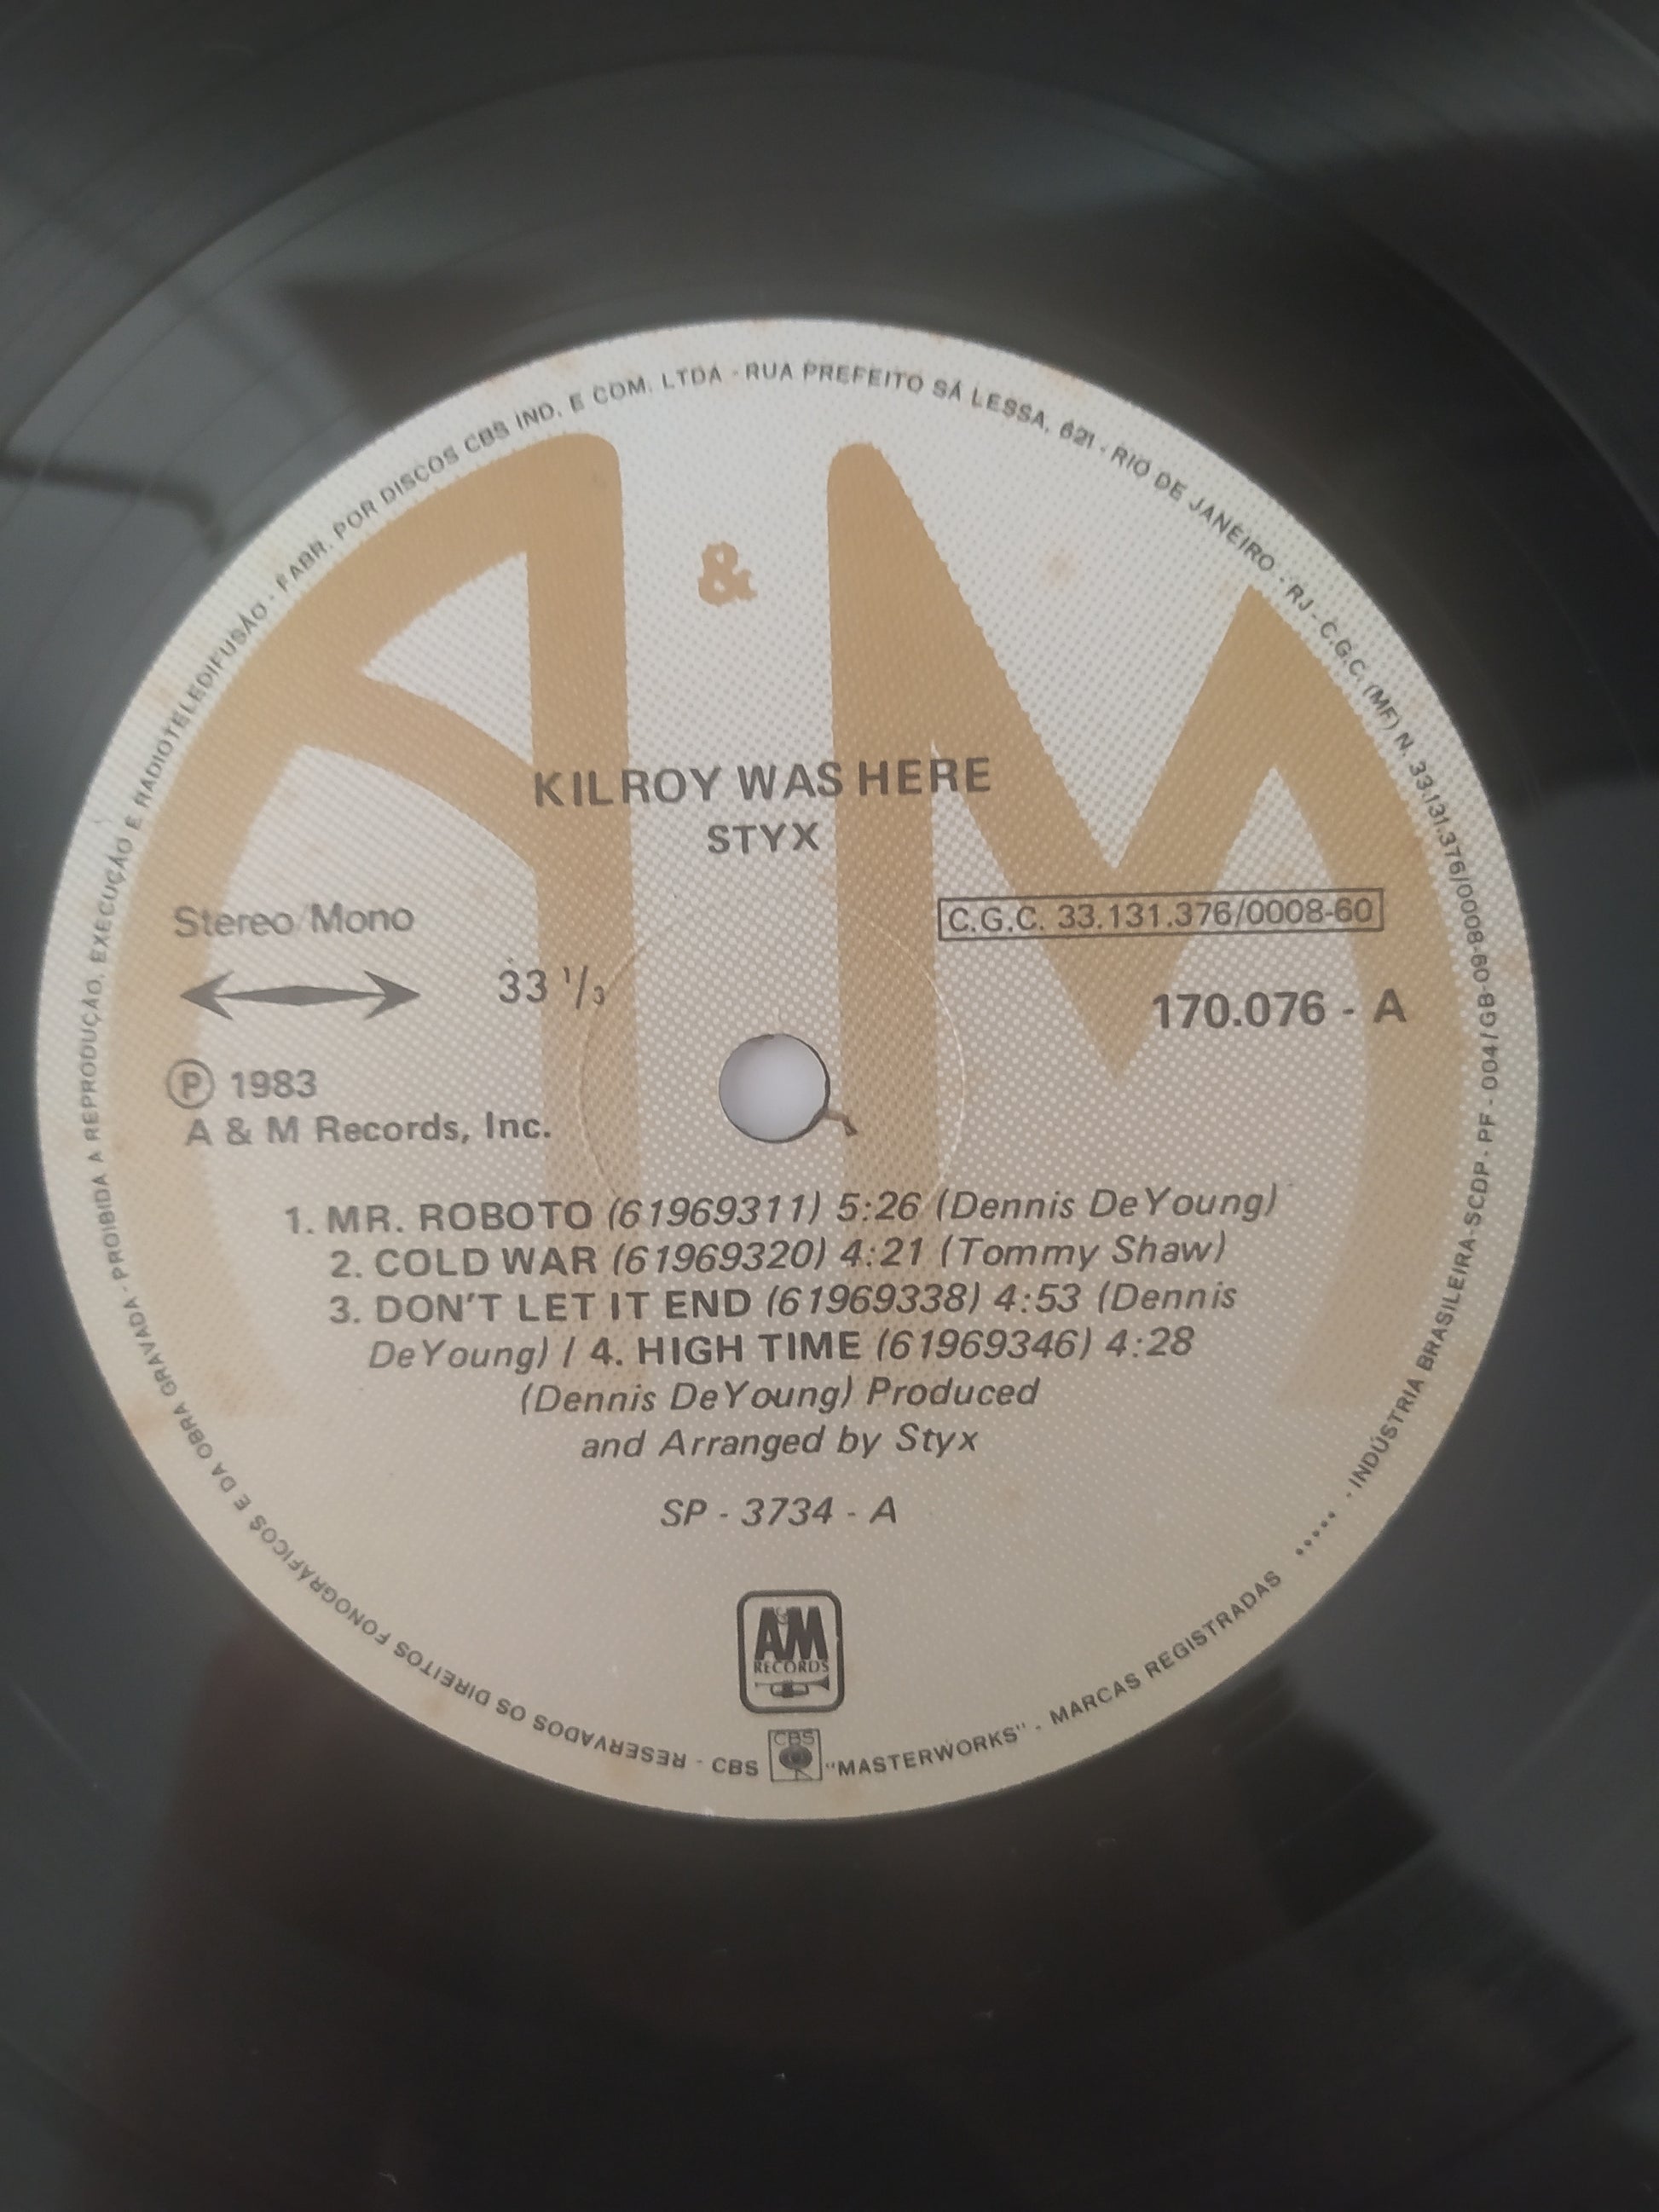 FABR. POR DISCOS CBS IND. E COM. LTDA - RUA PREFEITO SÁ LESSA, 621 - RIO DE JANEIRO - RJ - C.G.C. (MF) N. 33.131.376/0008-60/GB-004 - PF - SCDP - INDÚSTRIA BRASILEIRA -
A & M
KILROY WAS HERE
STYX
Stereo/Mono
C.G.C. 33.131.376/0008-60
33 1/3
170.076 - A
Ⓟ 1983
A & M Records, Inc.
1. MR. ROBOTO (61969311) 5:26 (Dennis DeYoung)
2. COLD WAR (61969320) 4:21 (Tommy Shaw)
3. DON'T LET IT END (61969338) 4:53 (Dennis
DeYoung) / 4. HIGH TIME (61969346) 4:28
(Dennis DeYoung) Produced
and Arranged by Styx
SP - 3734 - A
A&M
RECORDS
CBS
RESERVADOS OS DIREITOS FONOGRÁFICOS E DA OBRA GRAVADA - PROIBIDA A REPRODUÇÃO, EXECUÇÃO E RADIOTELEDIFUSÃO -
- CBS "MASTERWORKS" - MARCAS REGISTRADAS